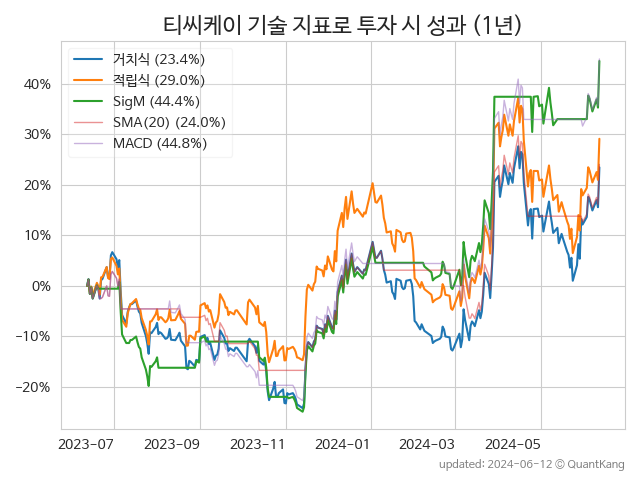 티씨케이 기술 지표로 투자 시 성과 (1년)
거치식 (23.4%)
적립식 (29.0%)
SigM (44.4%)
SMA(20) (24.0%)
MACD (44.8%)
40%
30%
20%
10%
0%
−10%
−20%
2023-07 2023-09 2023-11 2024-01 2024-03 2024-05
updated: 2024-06-12 © QuantKang